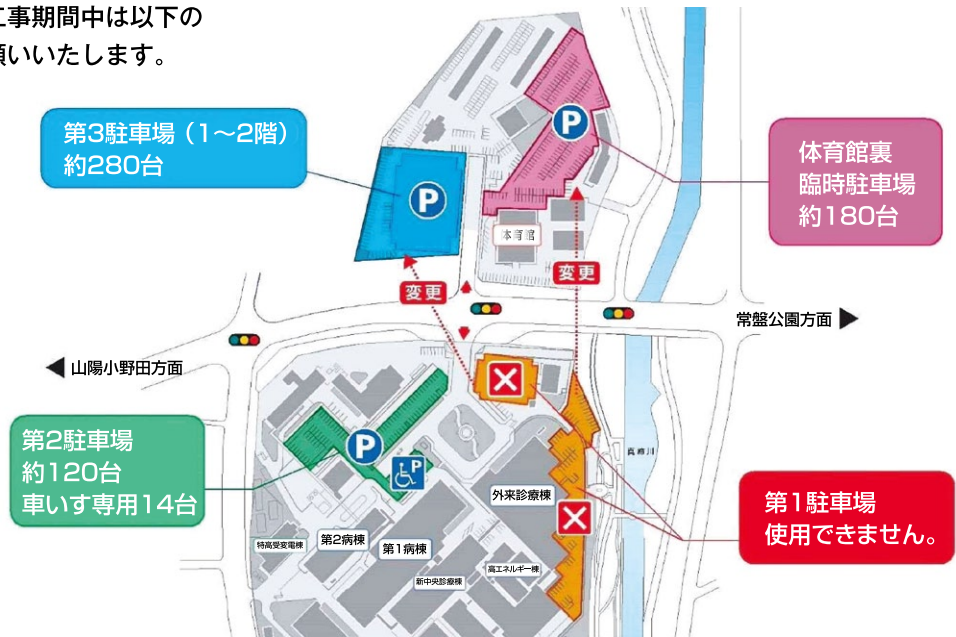 工事期間中は以下の
願いいたします。
第3駐車場(1～2階)
約280台
P
P
体育館裏
臨時駐車場
約180台
体育館
変更
変更
常盤公園方面
山陽小野田方面
第2駐車場
約120台
車いす専用14台
P
P
外来診療棟
真締川
第1駐車場
使用できません。
特高受変電棟
第2病棟
第1病棟
新中央診療棟
高エネルギー棟